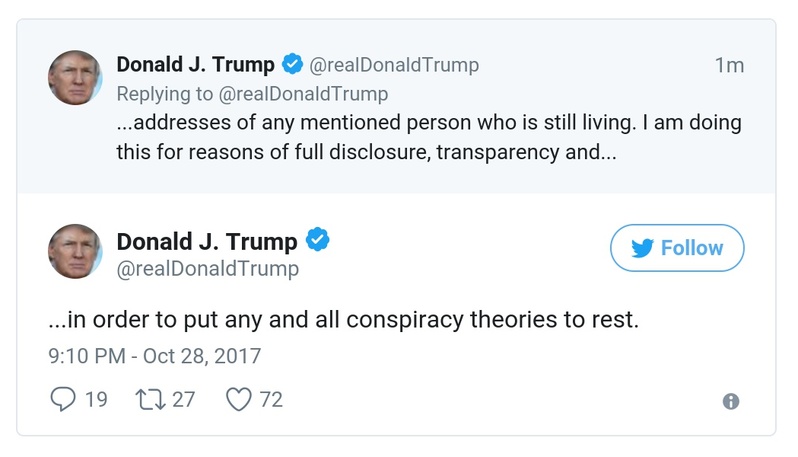 Donald J. Trump @realDonaldTrump 1m
Replying to @realDonaldTrump
...addresses of any mentioned person who is still living. I am doing
this for reasons of full disclosure, transparency and...
Donald J. Trump
@realDonaldTrump
Follow
...in order to put any and all conspiracy theories to rest.
9:10 PM - Oct 28, 2017
19 27 72